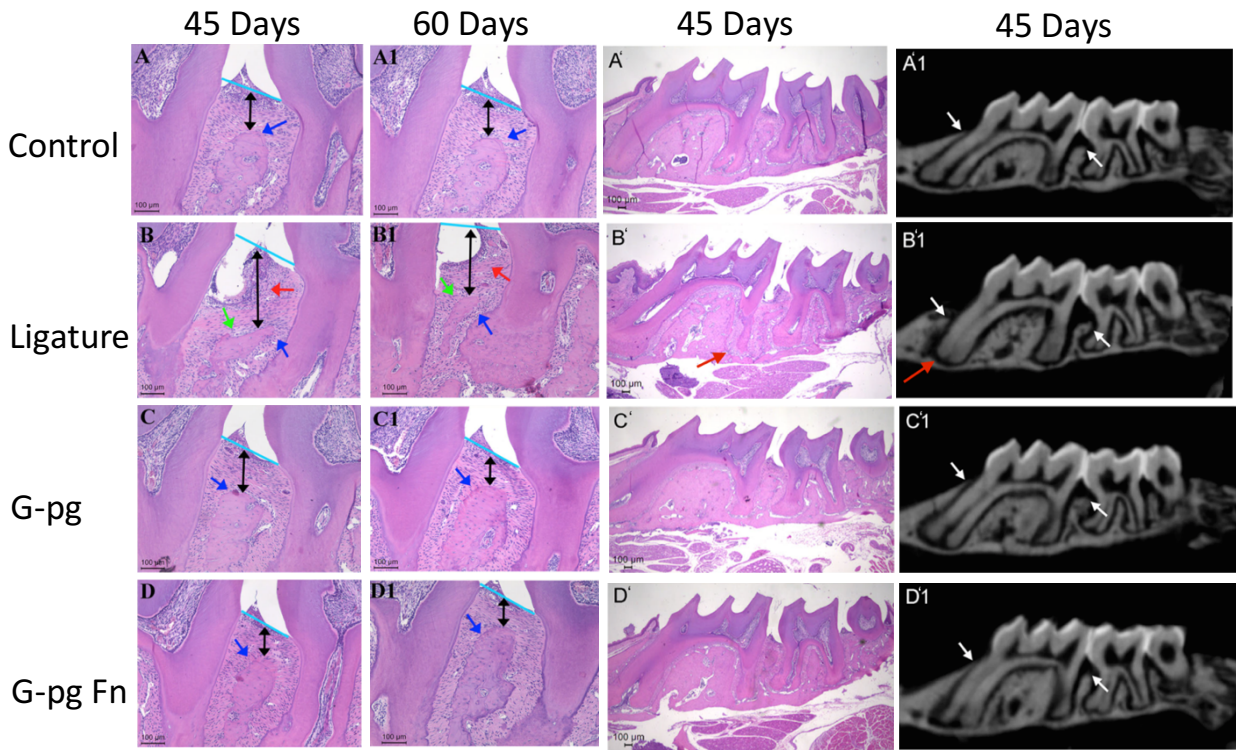 45 Days 60 Days 45 Days 45 Days
Control
A
100 µm
A1
100 µm
A'
100 µm
A'1
Ligature
B
100 µm
B1
100 µm
B'
100 µm
B'1
G-pg
C
100 µm
C1
100 µm
C'
100 µm
C'1
G-pg Fn
D
100 µm
D1
100 µm
D'
100 µm
D'1